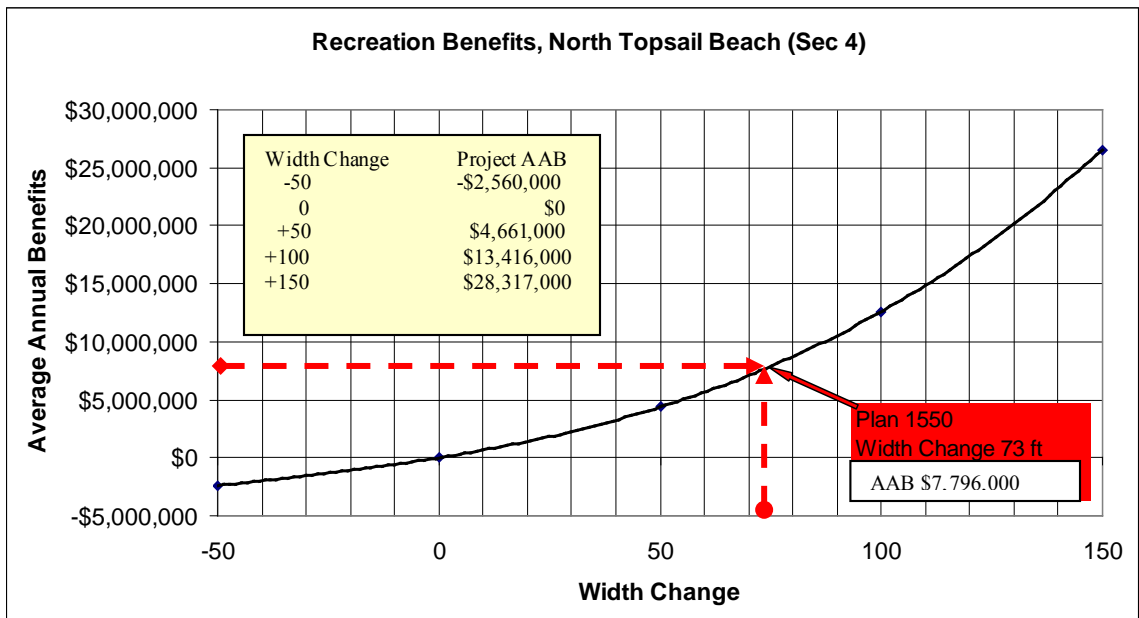 Recreation Benefits, North Topsail Beach (Sec 4)
Average Annual Benefits
$30,000,000
$25,000,000
$20,000,000
$15,000,000
$10,000,000
$5,000,000
$0
-$5,000,000
Width Change Project AAB
-50 -$2,560,000
0 $0
+50 $4,661,000
+100 $13,416,000
+150 $28,317,000
Plan 1550
Width Change 73 ft
AAB $7,796,000
-50 0 50 100 150
Width Change